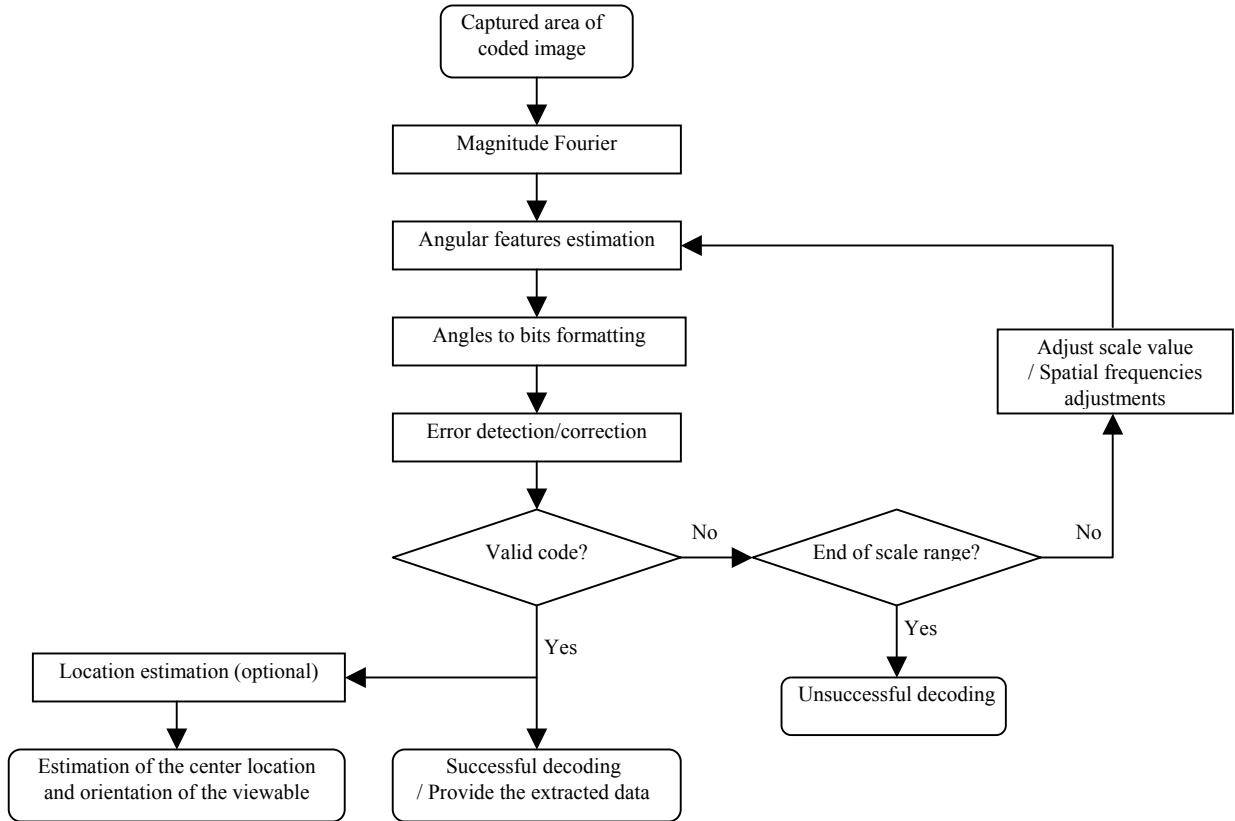 Captured area of
coded image
Magnitude Fourier
Angular features estimation
Angles to bits formatting
Adjust scale value
/ Spatial frequencies
adjustments
Error detection/correction
No
No
Valid code?
End of scale range?
Yes
Yes
Location estimation (optional)
Unsuccessful decoding
Estimation of the center location
and orientation of the viewable
Successful decoding
/ Provide the extracted data